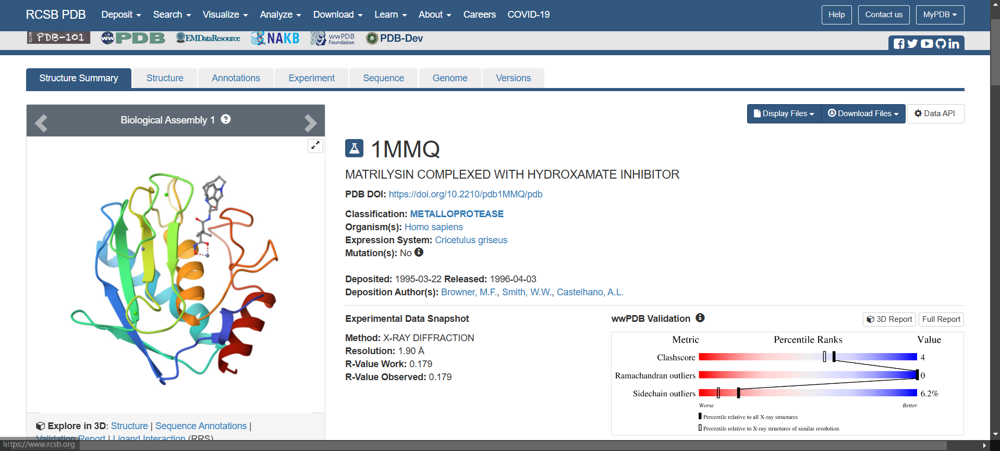 RCSB PDB Deposit Search Visualize Analyze Download Learn About Careers COVID-19 Help Contact us MyPDB
RCSB PDB-101 wwPDB EMDataResource NAKB wwPDB Foundation PDB-Dev
Structure Summary Structure Annotations Experiment Sequence Genome Versions
Biological Assembly 1
Display Files Download Files Data API
1MMQ
MATRILYSIN COMPLEXED WITH HYDROXAMATE INHIBITOR
PDB DOI: https://doi.org/10.2210/pdb1MMQ/pdb
Classification: METALLOPROTEASE
Organism(s): Homo sapiens
Expression System: Cricetulus griseus
Mutation(s): No
Deposited: 1995-03-22 Released: 1996-04-03
Deposition Author(s): Browner, M.F., Smith, W.W., Castelhano, A.L.
Experimental Data Snapshot
Method: X-RAY DIFFRACTION
Resolution: 1.90 Å
R-Value Work: 0.179
R-Value Observed: 0.179
wwPDB Validation 3D Report Full Report
Metric Percentile Ranks Value
Clashscore 4
Ramachandran outliers 0
Sidechain outliers 6.2%
Worse Better
Percentile relative to all X-ray structures
Percentile relative to X-ray structures of similar resolution
Explore in 3D: Structure | Sequence Annotations |
Validation Report | Ligand Interaction (RRS)
https://www.rcsb.org